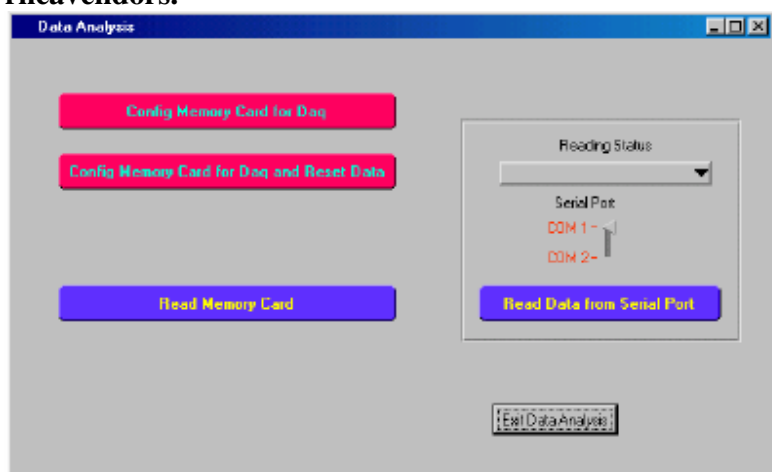 Data Analysis
Config Memory Card for Daq
Config Memory Card for Daq and Reset Data
Read Memory Card
Reading Status
Serial Port
COM 1
COM 2
Read Data from Serial Port
Exit Data Analysis